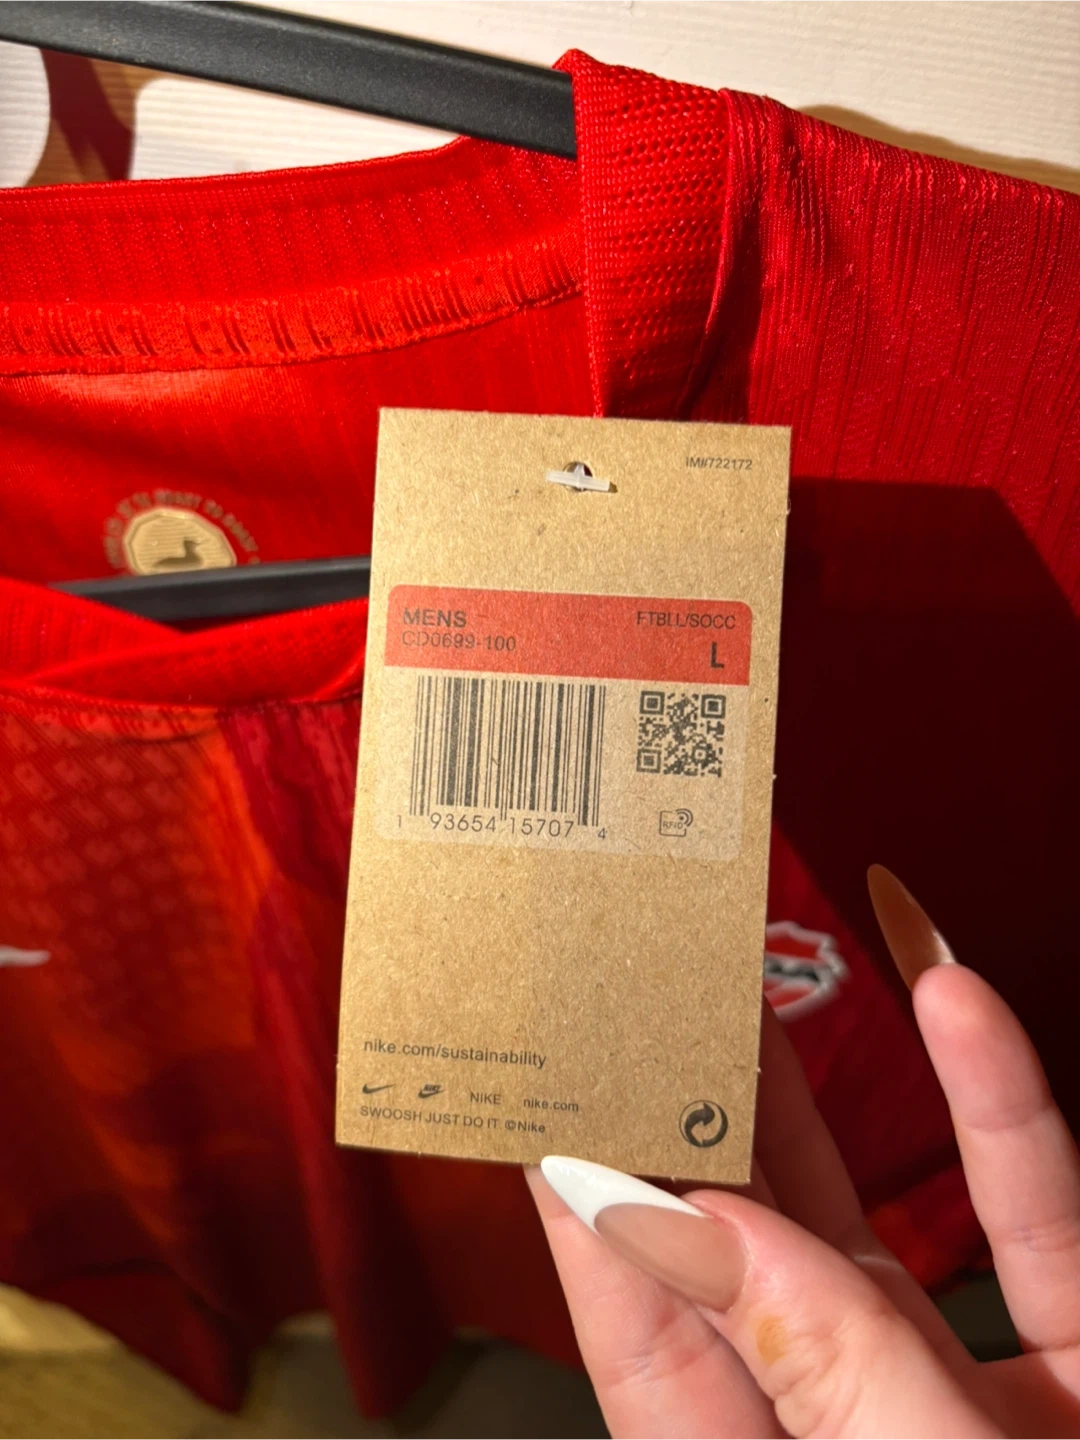 IM#722172
MENS
FTBLL/SOCC
CD0699-100
L
1 93654 15707 4
RFID
nike.com/sustainability
NIKE nike.com
SWOOSH JUST DO IT. ©Nike